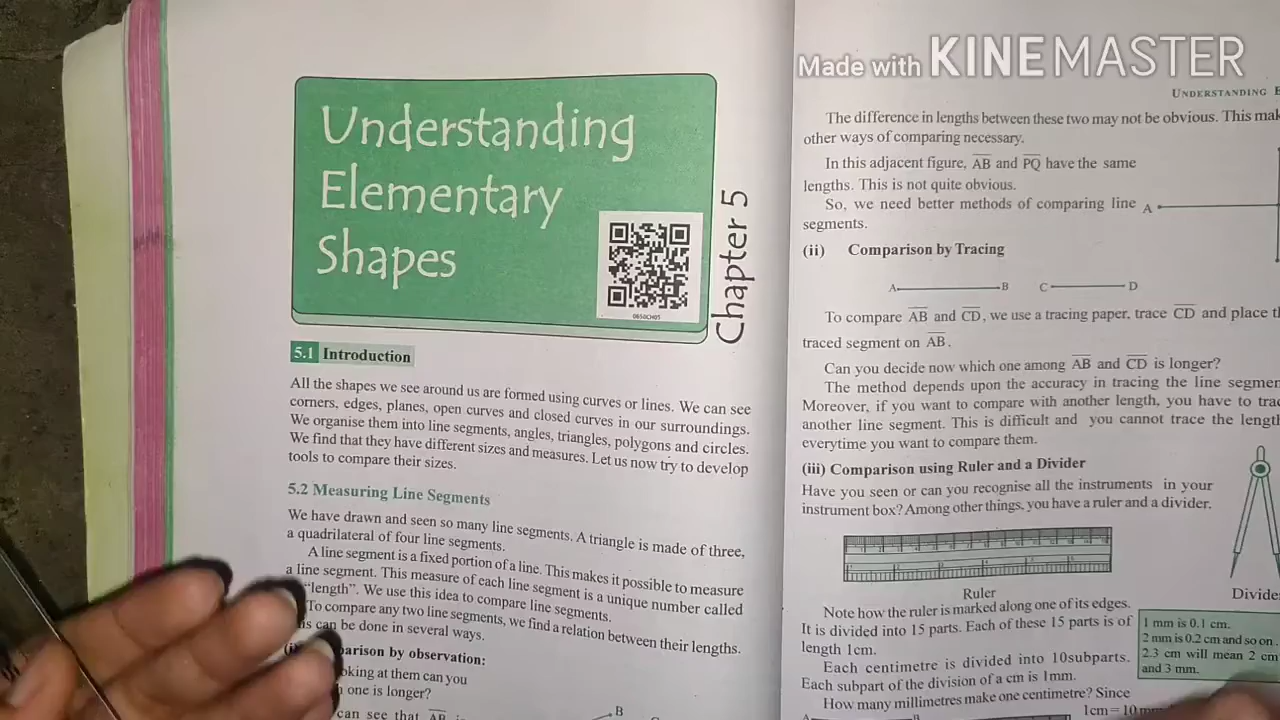 Understanding
Elementary
Shapes
0650CH05
Chapter 5
5.1 Introduction
All the shapes we see around us are formed using curves or lines. We can see
corners, edges, planes, open curves and closed curves in our surroundings.
We organise them into line segments, angles, triangles, polygons and circles.
We find that they have different sizes and measures. Let us now try to develop
tools to compare their sizes.
5.2 Measuring Line Segments
We have drawn and seen so many line segments. A triangle is made of three,
a quadrilateral of four line segments.
A line segment is a fixed portion of a line. This makes it possible to measure
a line segment. This measure of each line segment is a unique number called
“length”. We use this idea to compare line segments.
To compare any two line segments, we find a relation between their lengths.
can be done in several ways.
observation:
at them can you
one is longer?
can see that AB
B
Made with KINEMASTER
UNDERSTANDING
The difference in lengths between these two may not be obvious. This
other ways of comparing necessary.
In this adjacent figure, AB and PQ have the same
lengths. This is not quite obvious.
So, we need better methods of comparing line
segments.
A
(ii) Comparison by Tracing
A B C D
To compare AB and CD, we use a tracing paper, trace CD and place
traced segment on AB.
Can you decide now which one among AB and CD is longer?
The method depends upon the accuracy in tracing the line
Moreover, if you want to compare with another length, you have to
another line segment. This is difficult and you cannot trace the
everytime you want to compare them.
(iii) Comparison using Ruler and a Divider
Have you seen or can you recognise all the instruments in your
instrument box? Among other things, you have a ruler and a divider.
Ruler
Note how the ruler is marked along one of its edges.
It is divided into 15 parts. Each of these 15 parts is of
length 1cm.
Each centimetre is divided into 10subparts.
Each subpart of the division of a cm is 1mm.
How many millimetres make one centimetre? Since
1cm = 10
1 mm is 0.1 cm.
2 mm is 0.2 cm and so on.
2.3 cm will mean 2 cm
and 3 mm.